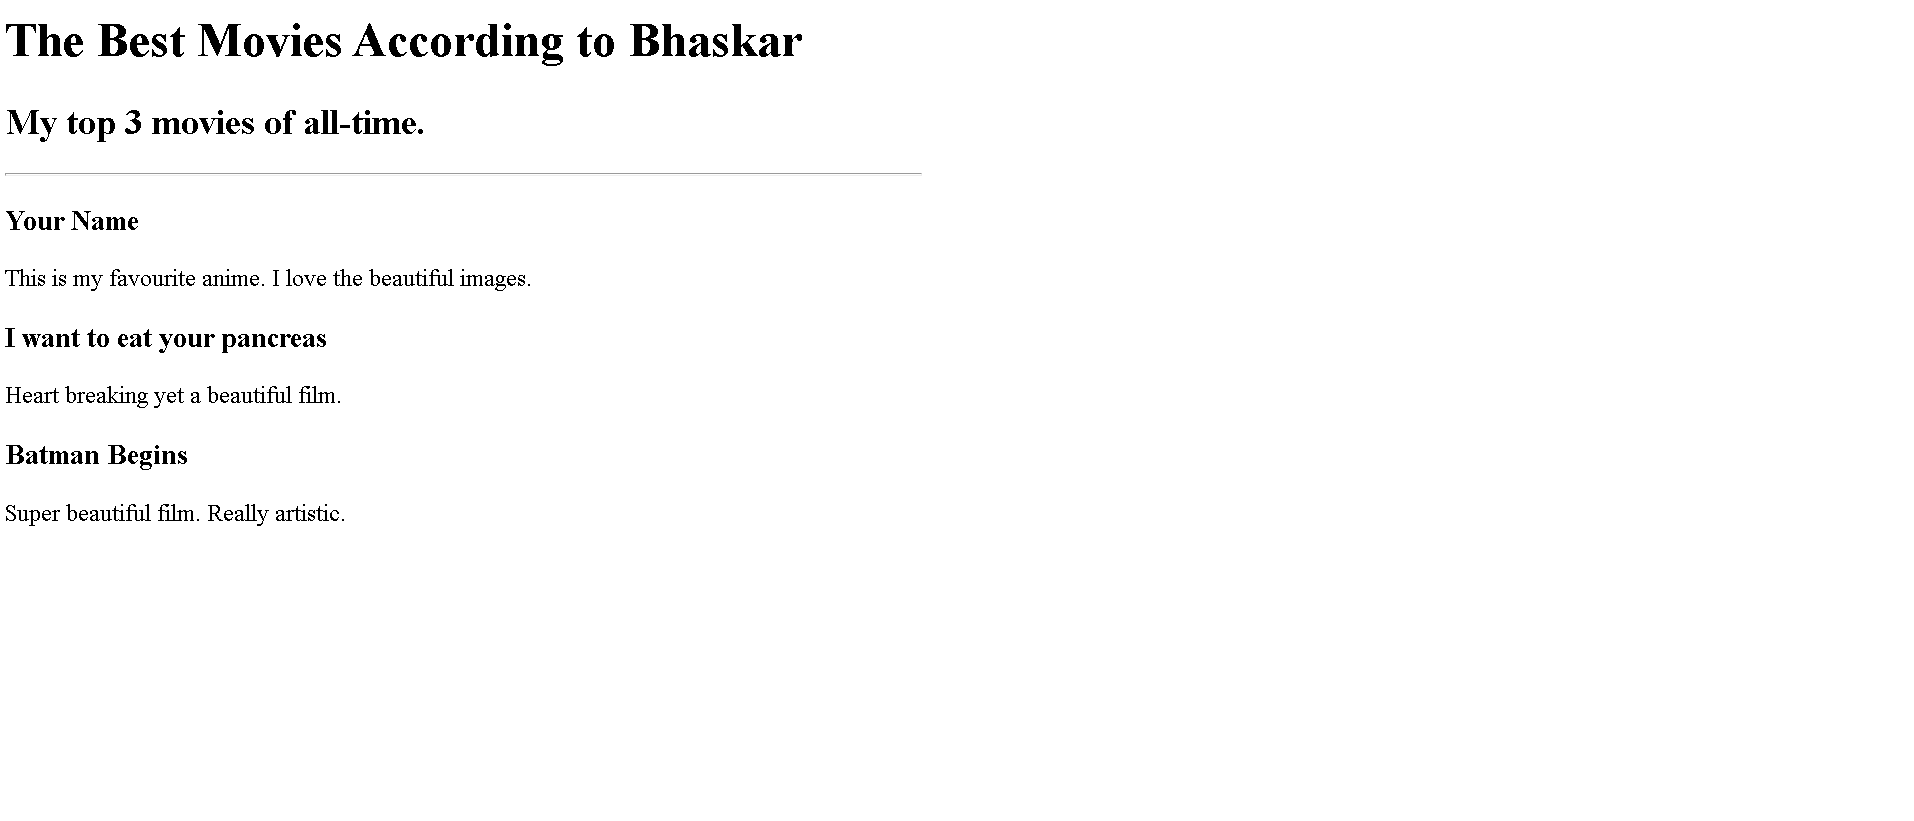 The Best Movies According to Bhaskar
My top 3 movies of all-time.
Your Name
This is my favourite anime. I love the beautiful images.
I want to eat your pancreas
Heart breaking yet a beautiful film.
Batman Begins
Super beautiful film. Really artistic.